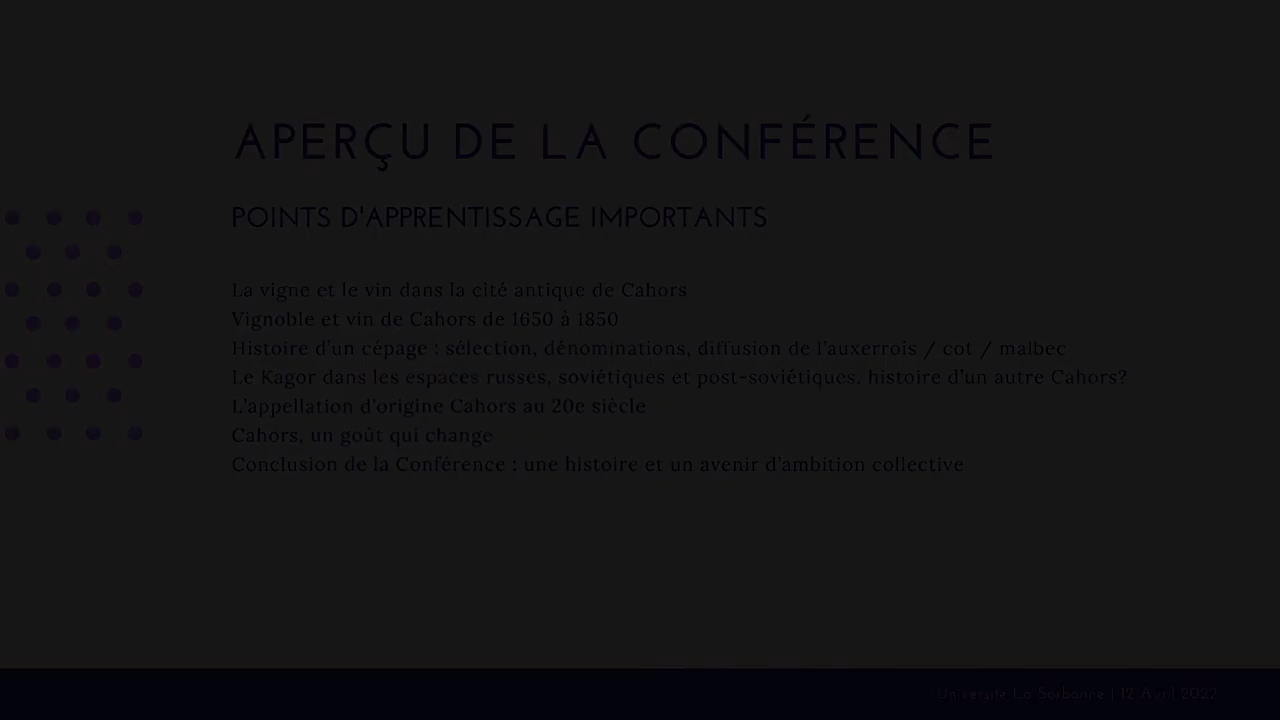 APERÇU DE LA CONFÉRENCE
POINTS D'APPRENTISSAGE IMPORTANTS
La vigne et le vin dans la cité antique de Cahors
Vignoble et vin de Cahors de 1650 à 1850
Histoire d'un cépage : sélection, dénominations, diffusion de l'auxerrois / cot / malbec
Le Kagor dans les espaces russes, soviétiques et post-soviétiques. histoire d'un autre Cahors?
L'appellation d'origine Cahors au 20e siècle
Cahors, un goût qui change
Conclusion de la Conférence : une histoire et un avenir d'ambition collective
Université La Sorbonne | 12 Avril 2022